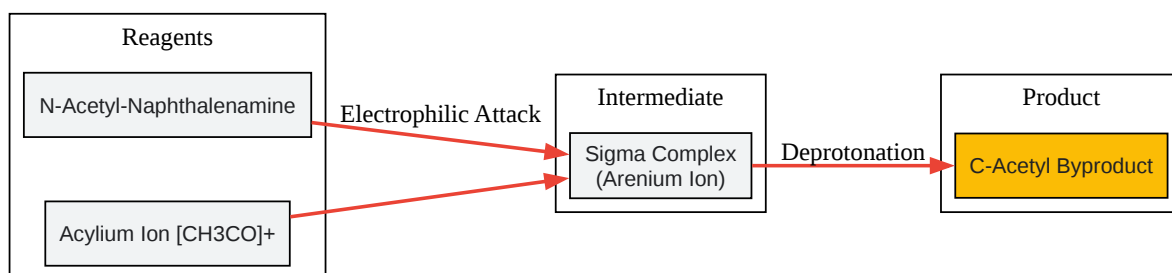 Reagents
N-Acetyl-Naphthalenamine
Acylium Ion [CH3CO]+
Electrophilic Attack
Intermediate
Sigma Complex
(Arenium Ion)
Deprotonation
Product
C-Acetyl Byproduct